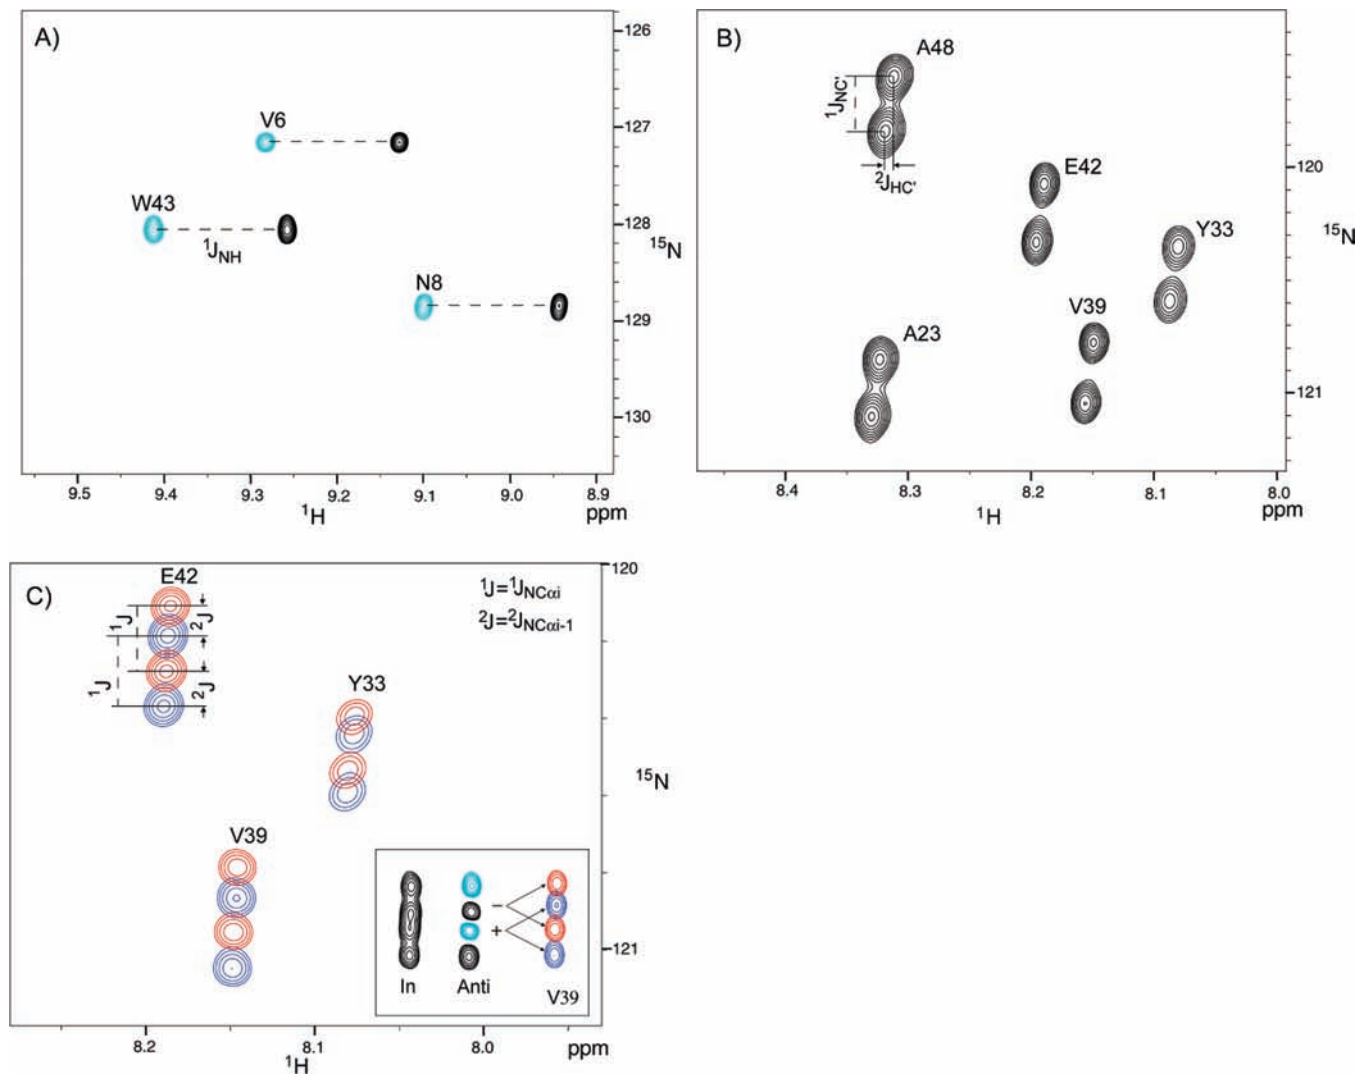 A)
V6
W43
¹J_NH
N8
126
127
128
¹⁵N
129
130
9.5 9.4 9.3 9.2 9.1 9.0 8.9
¹H
ppm
B)
A48
¹J_NC'
²J_HC'
E42
Y33
V39
A23
120
¹⁵N
121
8.4 8.3 8.2 8.1 8.0
¹H
ppm
C)
E42
¹J
²J
¹J
²J
¹J=¹J_NCαi
²J=²J_NCαi-1
Y33
V39
120
¹⁵N
121
−
+
In Anti V39
8.2 8.1 8.0
¹H
ppm